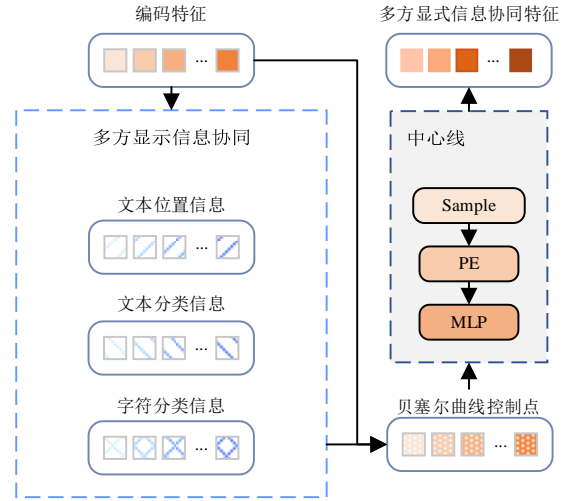 编码特征
...
多方显示信息协同
文本位置信息
...
文本分类信息
...
字符分类信息
...
多方显式信息协同特征
...
中心线
Sample
PE
MLP
贝塞尔曲线控制点
...